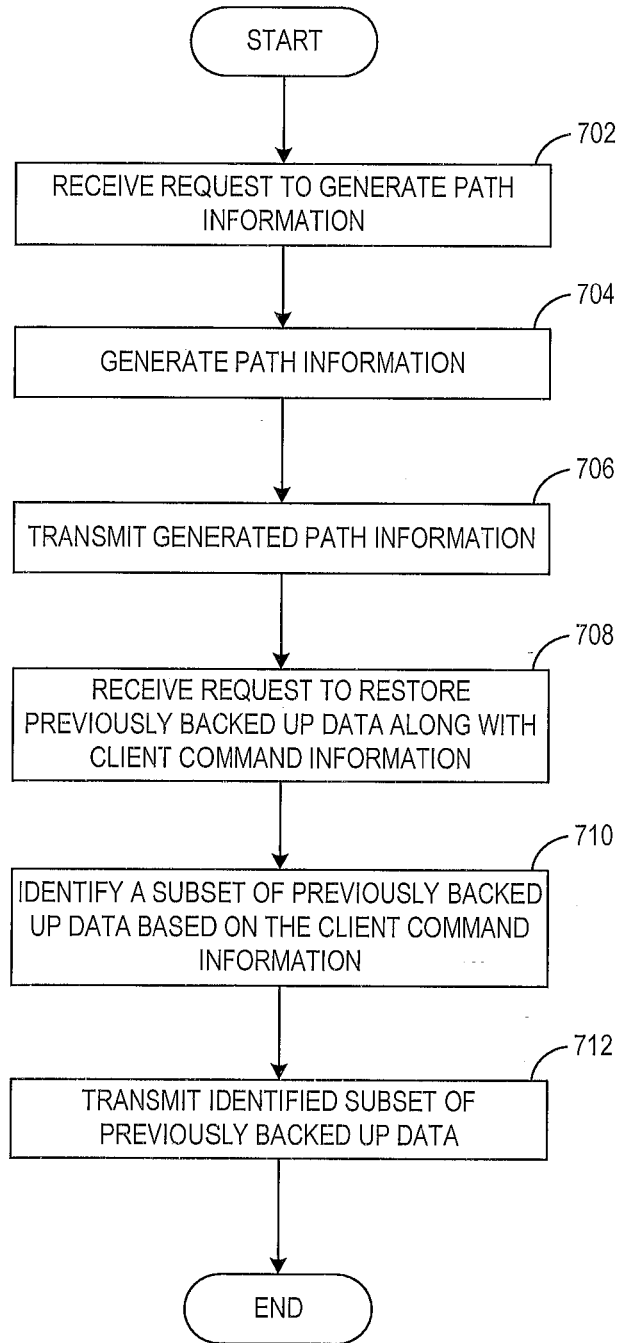 START
702
RECEIVE REQUEST TO GENERATE PATH
INFORMATION
704
GENERATE PATH INFORMATION
706
TRANSMIT GENERATED PATH INFORMATION
708
RECEIVE REQUEST TO RESTORE
PREVIOUSLY BACKED UP DATA ALONG WITH
CLIENT COMMAND INFORMATION
710
IDENTIFY A SUBSET OF PREVIOUSLY BACKED
UP DATA BASED ON THE CLIENT COMMAND
INFORMATION
712
TRANSMIT IDENTIFIED SUBSET OF
PREVIOUSLY BACKED UP DATA
END